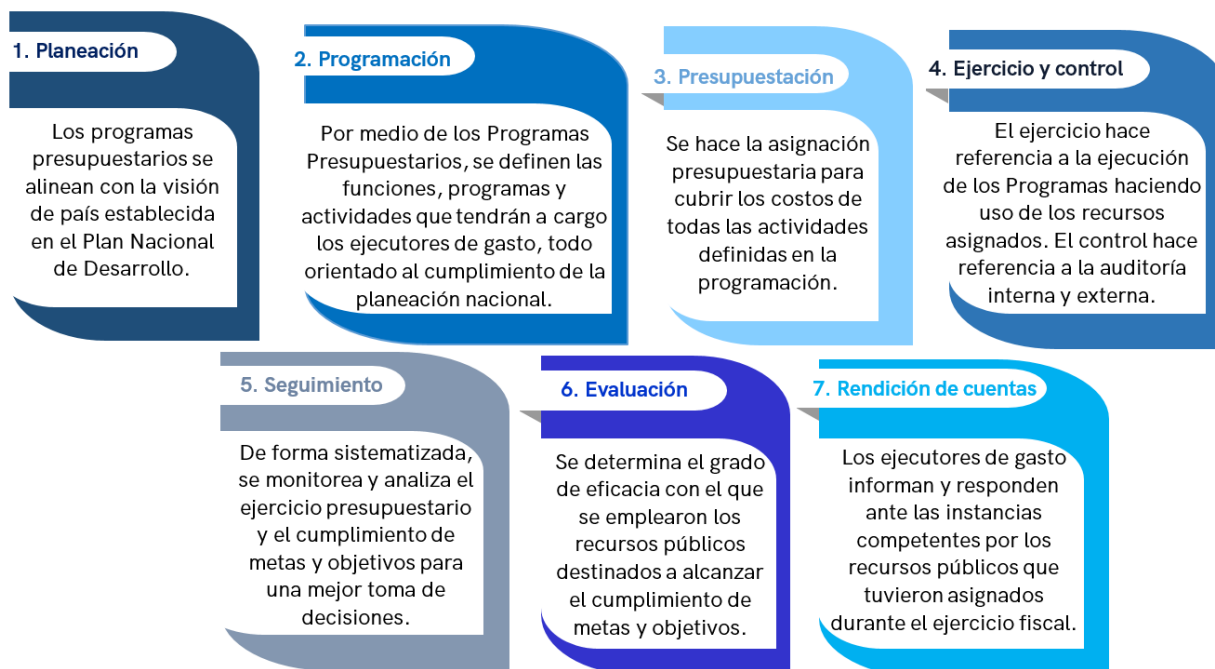 1. Planeación
Los programas
presupuestarios se
alinean con la visión
de país establecida
en el Plan Nacional
de Desarrollo.
2. Programación
Por medio de los Programas
Presupuestarios, se definen las
funciones, programas y
actividades que tendrán a cargo
los ejecutores de gasto, todo
orientado al cumplimiento de la
planeación nacional.
3. Presupuestación
Se hace la asignación
presupuestaria para
cubrir los costos de
todas las actividades
definidas en la
programación.
4. Ejercicio y control
El ejercicio hace
referencia a la ejecución
de los Programas haciendo
uso de los recursos
asignados. El control hace
referencia a la auditoría
interna y externa.
5. Seguimiento
De forma sistematizada,
se monitorea y analiza el
ejercicio presupuestario
y el cumplimiento de
metas y objetivos para
una mejor toma de
decisiones.
6. Evaluación
Se determina el grado
de eficacia con el que
se emplearon los
recursos públicos
destinados a alcanzar
el cumplimiento de
metas y objetivos.
7. Rendición de cuentas
Los ejecutores de gasto
informan y responden
ante las instancias
competentes por los
recursos públicos que
tuvieron asignados
durante el ejercicio fiscal.